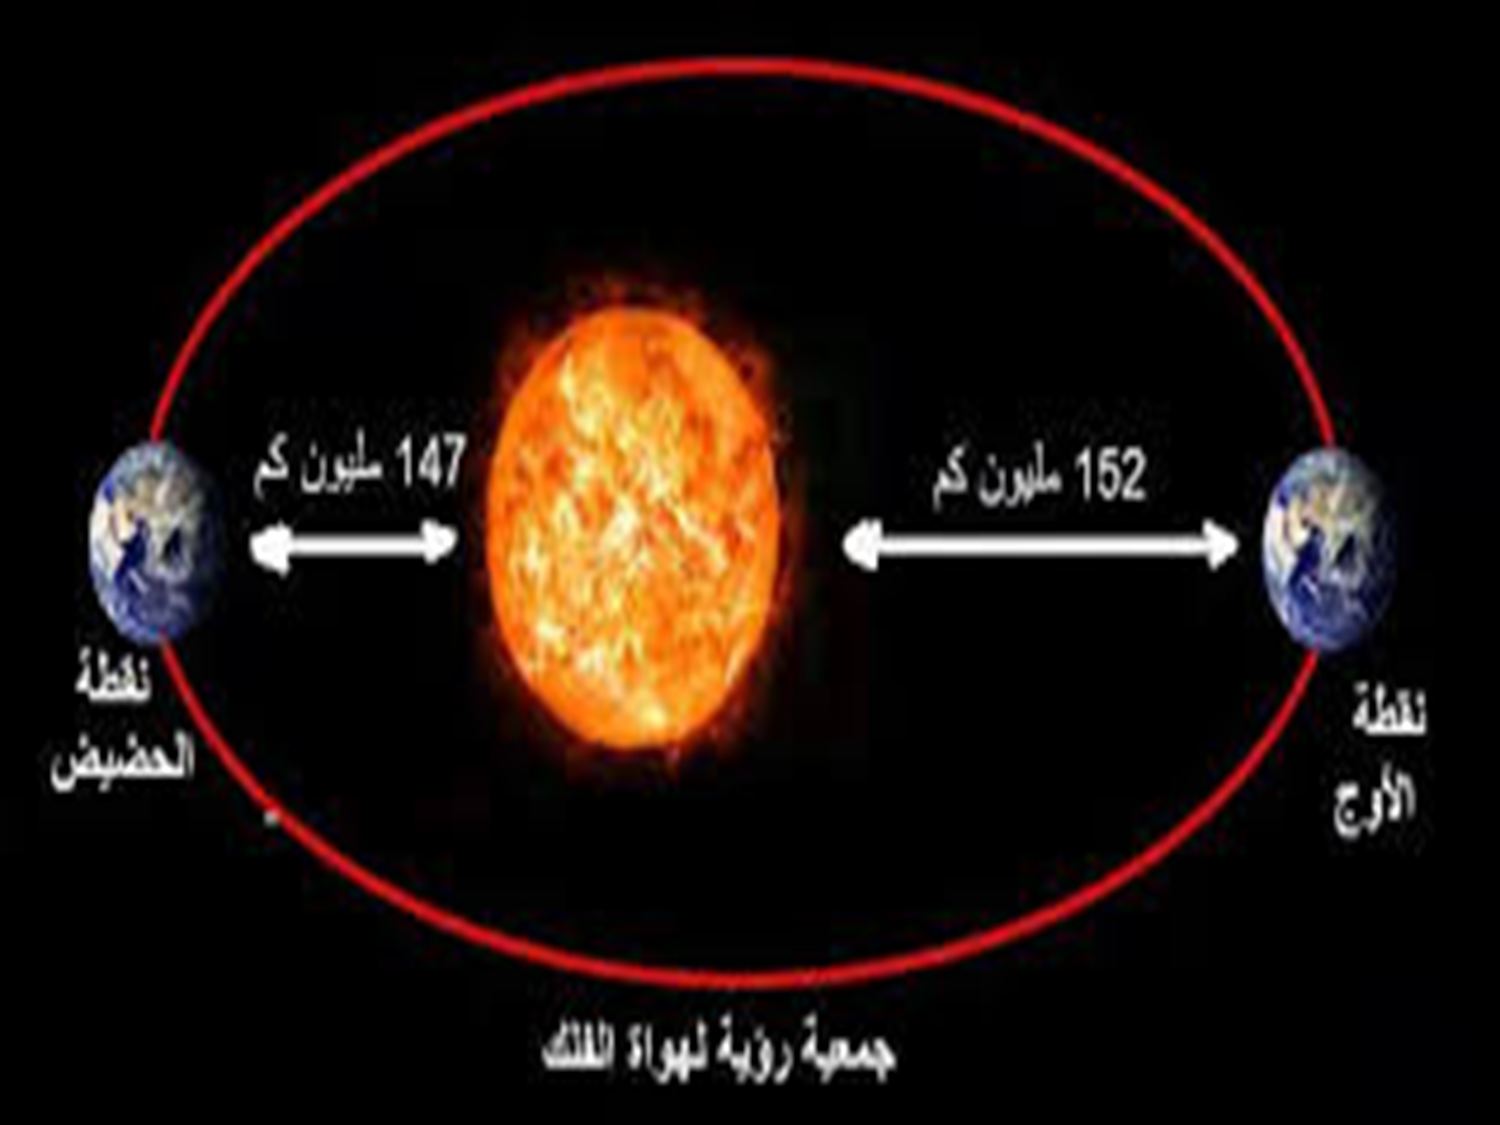 147 مليون كم
152 مليون كم
نقطة
الحضيض
نقطة
الأوج
جمعية رؤية لهواة الفلك